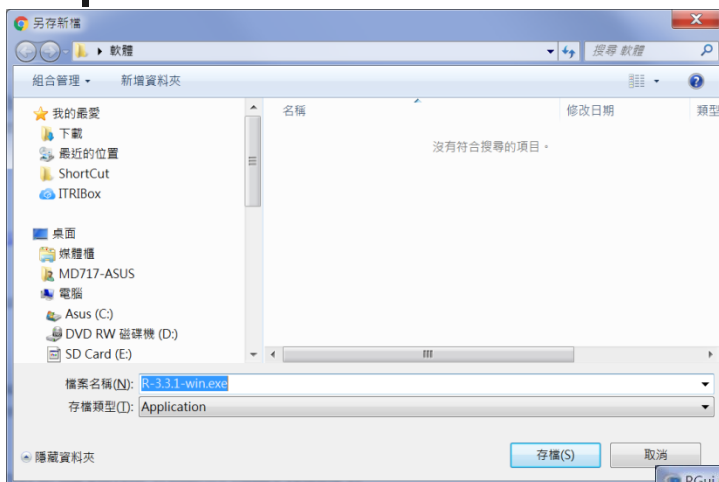 另存新檔
軟體
搜尋 軟體
組合管理 新增資料夾
名稱 修改日期 類型
沒有符合搜尋的項目。
我的最愛
下載
最近的位置
ShortCut
ITRIBox
桌面
媒體櫃
MD717-ASUS
電腦
Asus (C:)
DVD RW 磁碟機 (D:)
SD Card (E:)
檔案名稱(N): R-3.3.1-win.exe
存檔類型(T): Application
隱藏資料夾 存檔(S) 取消
RGui